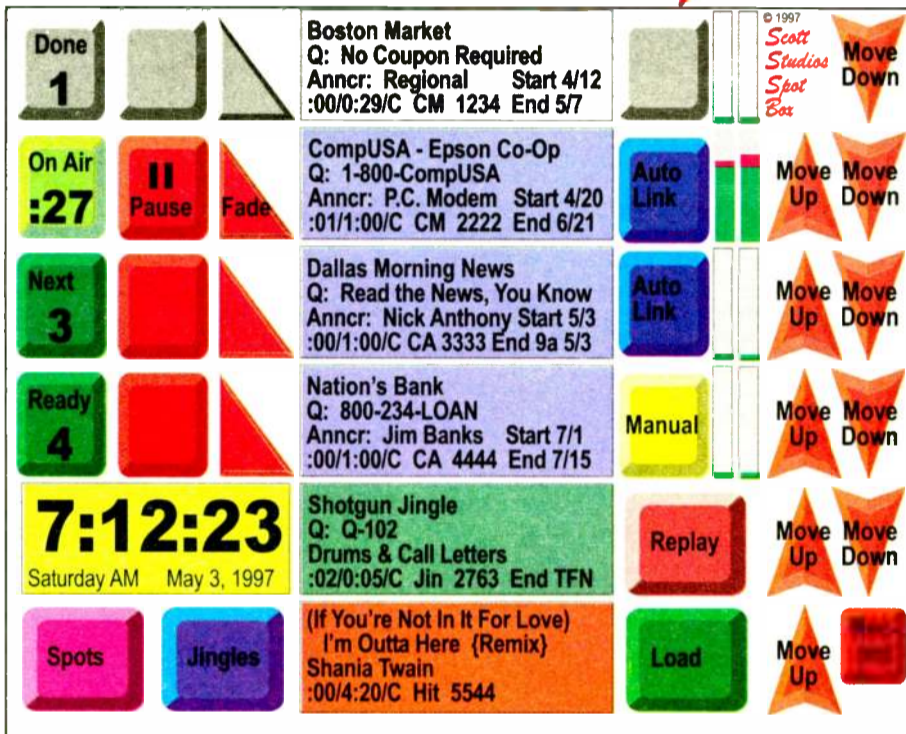 Done
1
Boston Market
Q: No Coupon Required
Anncr: Regional Start 4/12
:00/0:29/C CM 1234 End 5/7
© 1997
Scott
Studios
Spot
Box
Move
Down
On Air
:27
Pause
Fade
CompUSA - Epson Co-Op
Q: 1-800-CompUSA
Anncr: P.C. Modem Start 4/20
:01/1:00/C CM 2222 End 6/21
Auto
Link
Move
Up
Move
Down
Next
3
Dallas Morning News
Q: Read the News, You Know
Anncr: Nick Anthony Start 5/3
:00/1:00/C CA 3333 End 9a 5/3
Auto
Link
Move
Up
Move
Down
Ready
4
Nation's Bank
Q: 800-234-LOAN
Anncr: Jim Banks Start 7/1
:00/1:00/C CA 4444 End 7/15
Manual
Move
Up
Move
Down
7:12:23
Saturday AM May 3, 1997
Shotgun Jingle
Q: Q-102
Drums & Call Letters
:02/0:05/C Jin 2763 End TFN
Replay
Move
Up
Move
Down
Spots
Jingles
(If You're Not In It For Love)
I'm Outta Here {Remix}
Shania Twain
:00/4:20/C Hit 5544
Load
Move
Up